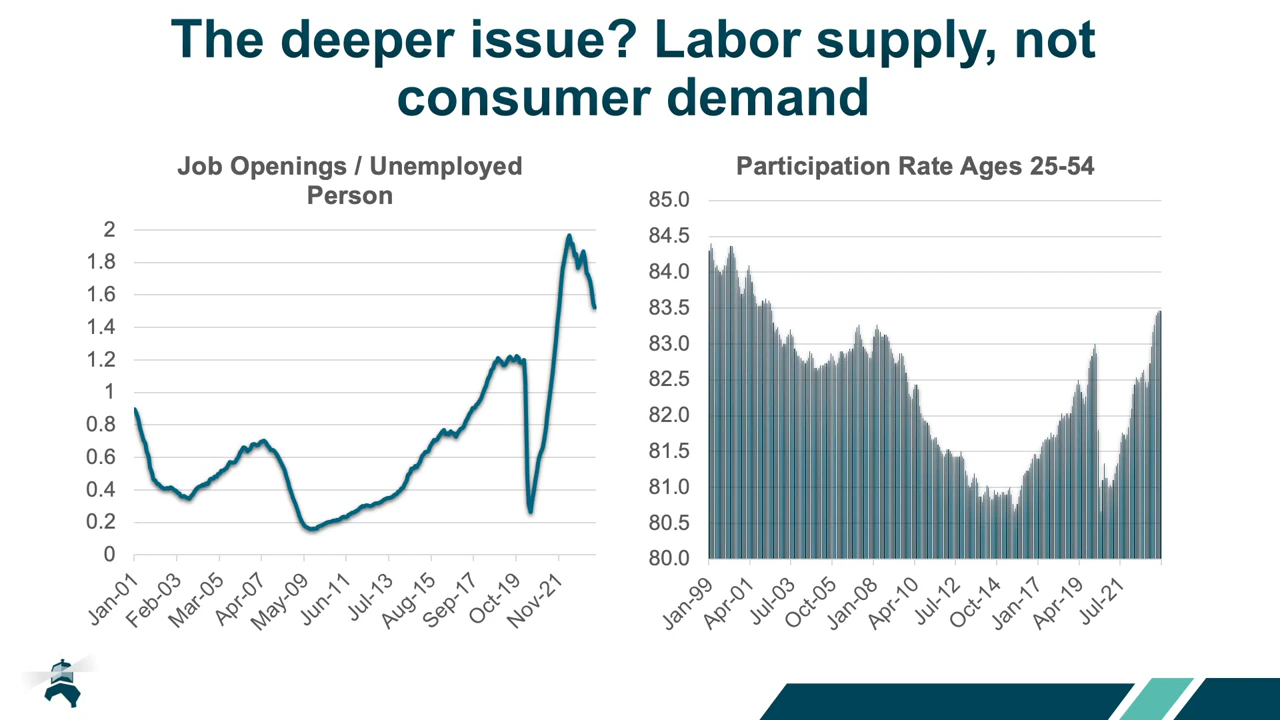 The deeper issue? Labor supply, not
consumer demand
Job Openings / Unemployed
Person
2
1.8
1.6
1.4
1.2
1
0.8
0.6
0.4
0.2
0
Jan-01
Feb-03
Mar-05
Apr-07
May-09
Jun-11
Jul-13
Aug-15
Sep-17
Oct-19
Nov-21
Participation Rate Ages 25-54
85.0
84.5
84.0
83.5
83.0
82.5
82.0
81.5
81.0
80.5
80.0
Jan-99
Apr-01
Jul-03
Oct-05
Jan-08
Apr-10
Jul-12
Oct-14
Jan-17
Apr-19
Jul-21